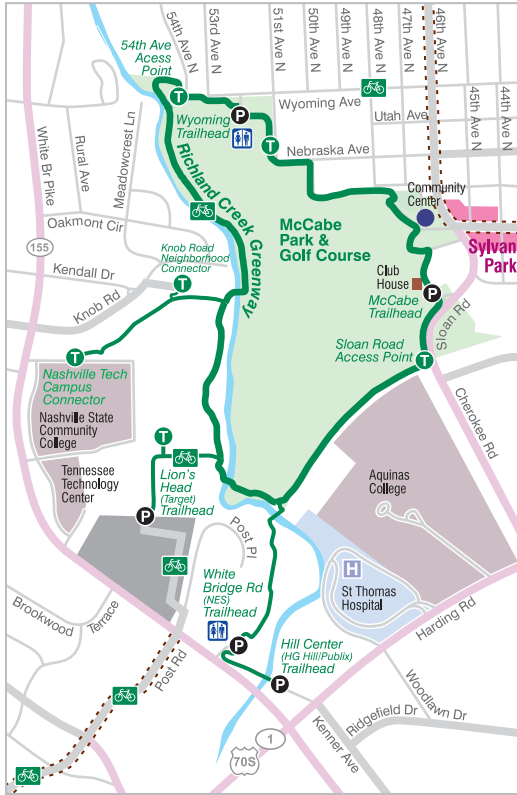 54th Ave N
53rd Ave N
51st Ave N
50th Ave N
49th Ave N
48th Ave N
47th Ave N
46th Ave N
45th Ave N
44th Ave N
54th Ave
Acess
Point
T
Wyoming Ave
Utah Ave
P
Wyoming
Trailhead
T
Nebraska Ave
White Br Pike
Rural Ave
Meadowcrest Ln
Richland Creek Greenway
Community
Center
Oakmont Cir
McCabe
Park &
Golf Course
Sylvan
Park
155
Knob Road
Neighborhood
Connector
Kendall Dr
T
Knob Rd
Club
House
P
McCabe
Trailhead
Sloan Rd
Sloan Road
Access Point
T
T
Nashville Tech
Campus
Connector
Nashville State
Community
College
Cherokee Rd
T
Tennessee
Technology
Center
Lion's
Head
(Target)
Trailhead
P
Aquinas
College
Post Pl
White
Bridge Rd
(NES)
Trailhead
H
St Thomas
Hospital
Harding Rd
Brookwood
Terrace
Post Rd
P
Hill Center
(HG Hill/Publix)
Trailhead
P
Woodlawn Dr
Ridgefield Dr
Kenner Ave
1
70S